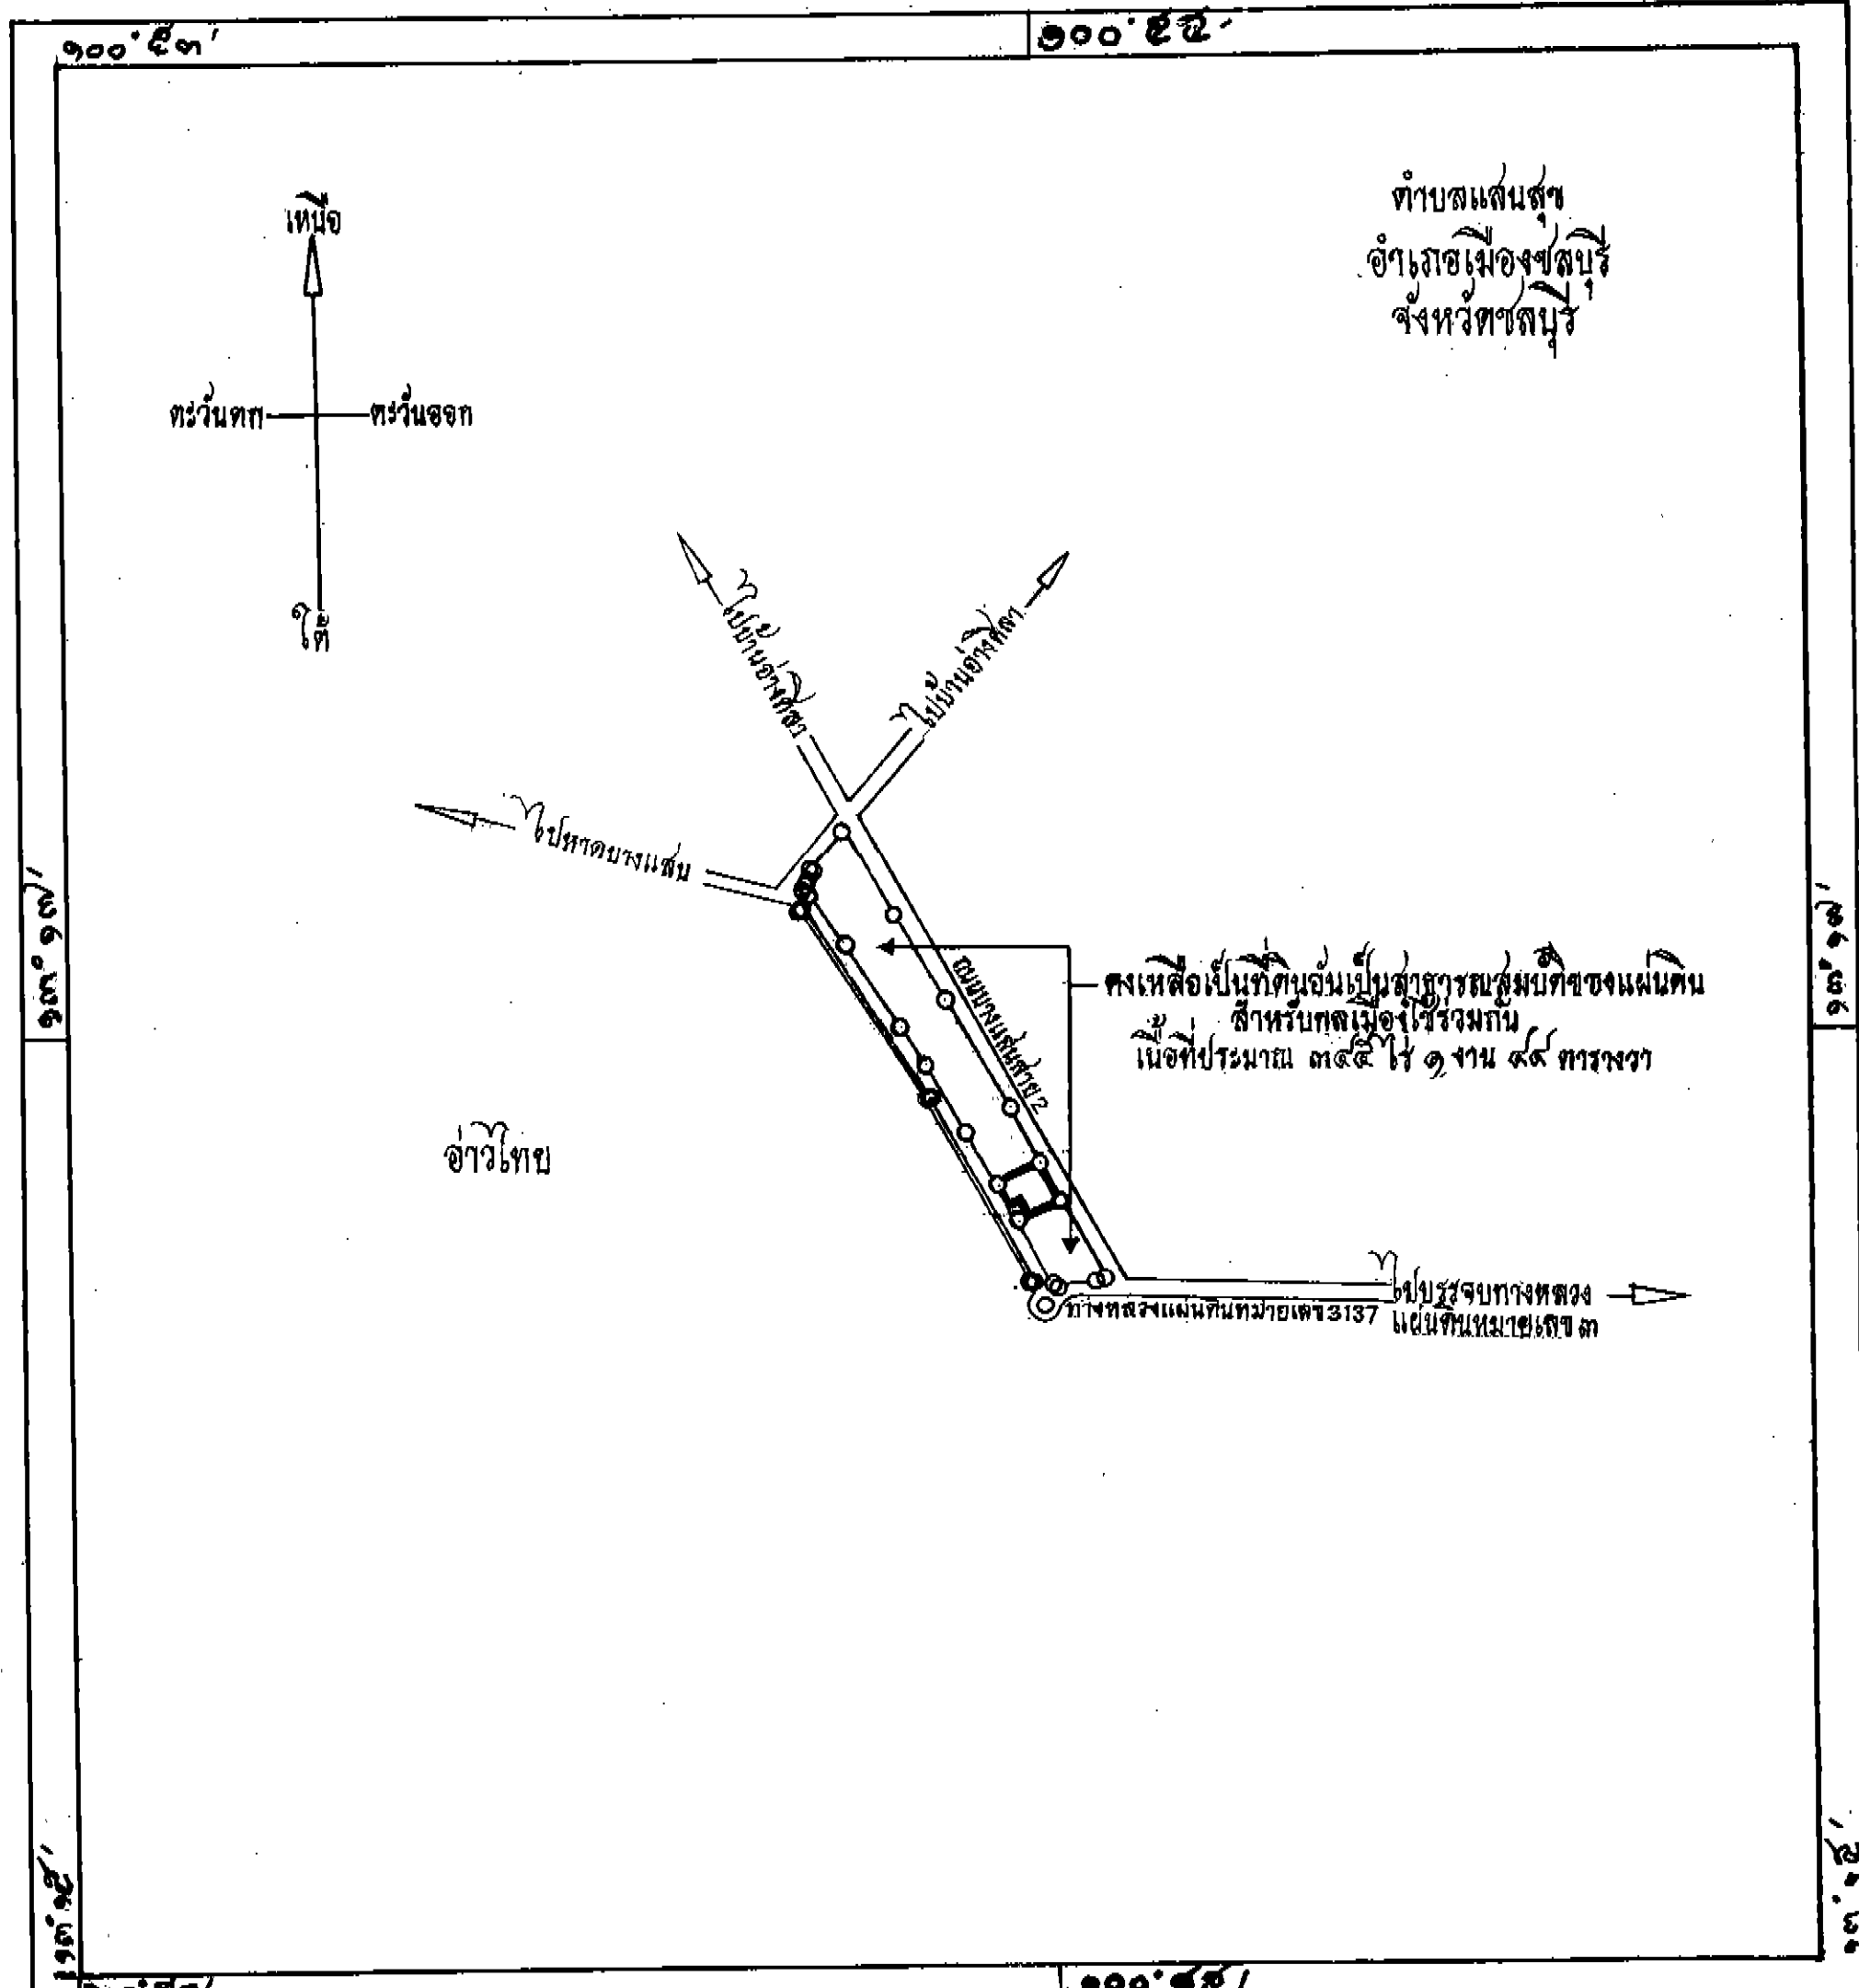 ๑๐๐° ๕๓′
๑๐๐° ๕๔′
ตำบลแสนสุข
อำเภอเมืองชลบุรี
จังหวัดชลบุรี
เหนือ
ตะวันตก
ตะวันออก
ใต้
ไปบ้านอ่างศิลา
ไปบ้านอ่างศิลา
ไปหาดบางแสน
๑๓° ๑๗′
๑๓° ๑๗′
ถนนบางแสนสาย 2
คงเหลือเป็นที่ดินอันเป็นสาธารณสมบัติของแผ่นดิน
สำหรับพลเมืองใช้ร่วมกัน
เนื้อที่ประมาณ ไร่ ๑ งาน ตารางวา
อ่าวไทย
ทางหลวงแผ่นดินหมายเลข 3137
ไปบรรจบทางหลวง
แผ่นดินหมายเลข ๓